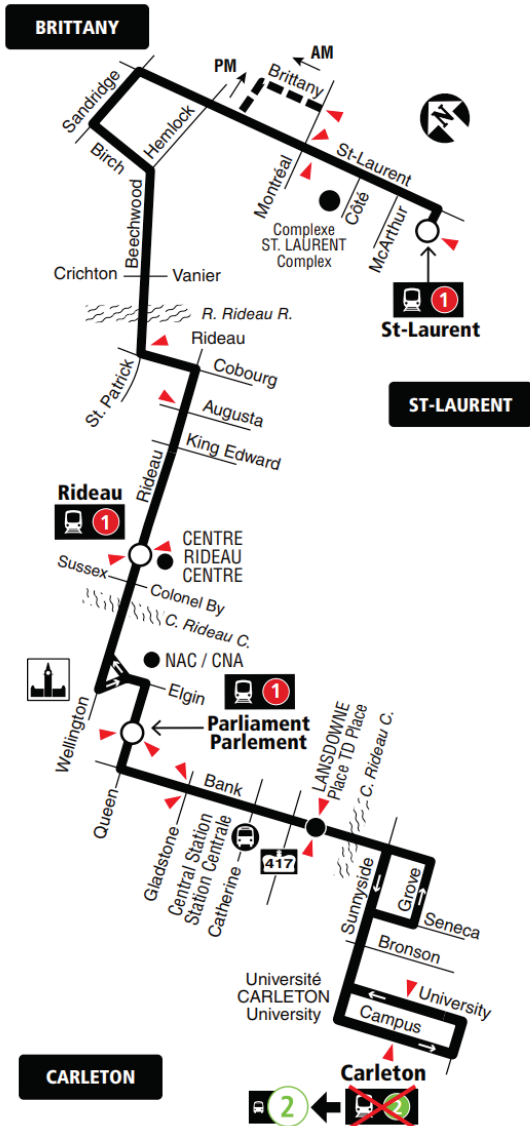 BRITTANY
AM
PM
Brittany
Sandridge
Hemlock
Birch
N
St-Laurent
Montréal
Côté
McArthur
Complexe
ST. LAURENT
Complex
Beechwood
Crichton
Vanier
1
St-Laurent
R. Rideau R.
Rideau
Cobourg
St. Patrick
ST-LAURENT
Augusta
King Edward
Rideau
Rideau
1
CENTRE
RIDEAU
CENTRE
Sussex
Colonel By
C. Rideau C.
NAC / CNA
Elgin
1
Parliament
Parlement
Wellington
LANSDOWNE
Place TD Place
C. Rideau C.
Queen
Bank
Gladstone
Central Station
Station Centrale
Catherine
417
Sunnyside
Grove
Seneca
Bronson
Université
CARLETON
University
University
Campus
CARLETON
Carleton
2
2